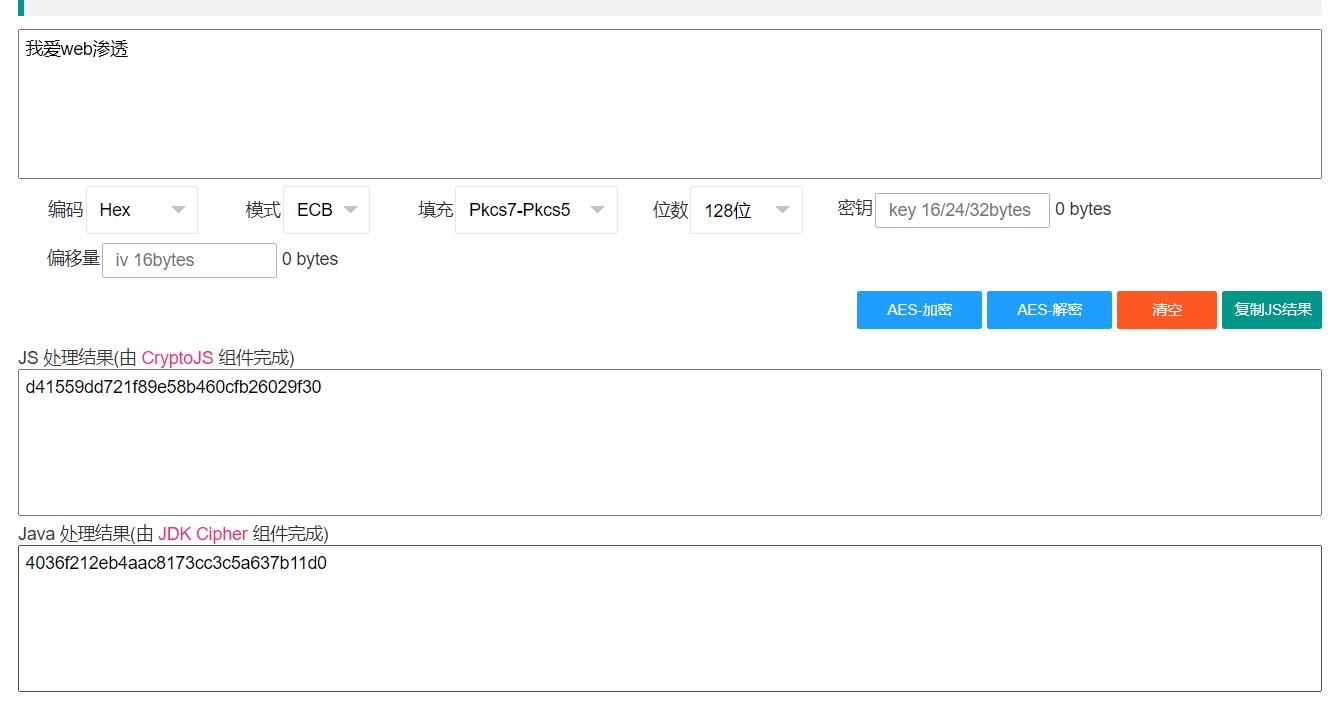 我爱web渗透
编码 Hex 模式 ECB 填充 Pkcs7-Pkcs5 位数 128位 密钥 key 16/24/32bytes 0 bytes
偏移量 iv 16bytes 0 bytes
AES-加密 AES-解密 清空 复制JS结果
JS 处理结果(由 CryptoJS 组件完成)
d41559dd721f89e58b460cfb26029f30
Java 处理结果(由 JDK Cipher 组件完成)
4036f212eb4aac8173cc3c5a637b11d0